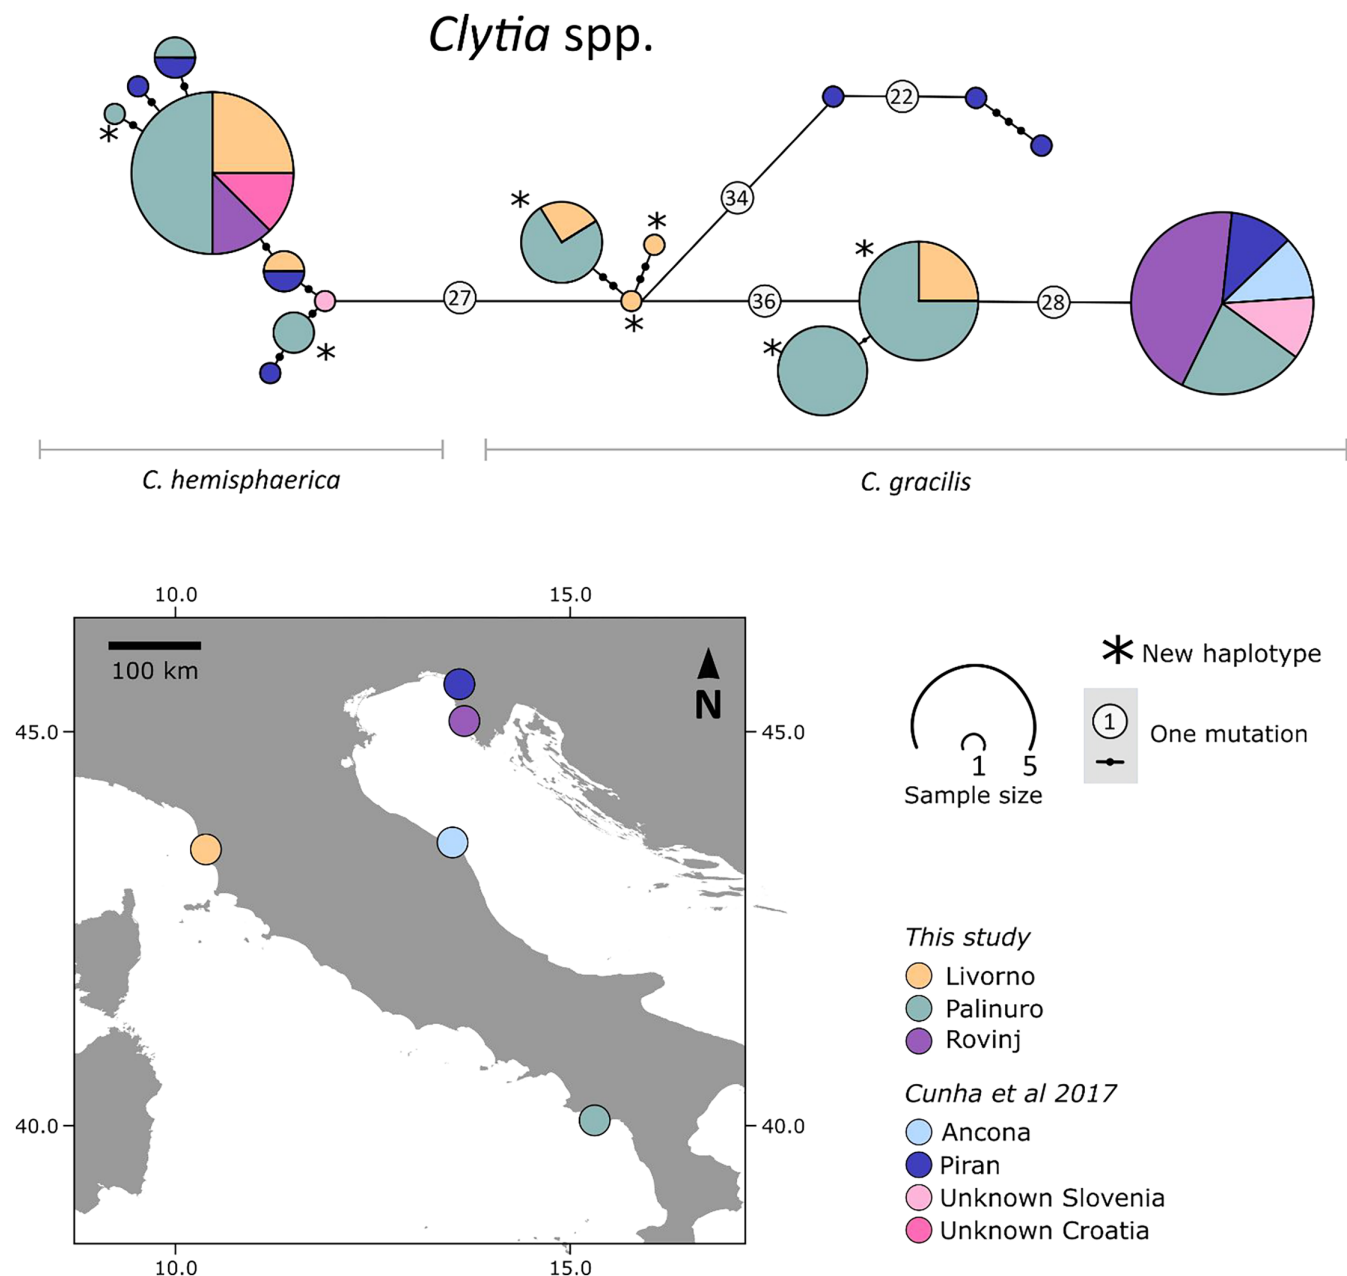 Clytia spp.
22
34
*
*
*
27
36
28
*
*
*
*
C. hemisphaerica
C. gracilis
10.0
15.0
100 km
N
45.0
45.0
40.0
40.0
10.0
15.0
* New haplotype
1
One mutation
1
5
Sample size
This study
Livorno
Palinuro
Rovinj
Cunha et al 2017
Ancona
Piran
Unknown Slovenia
Unknown Croatia